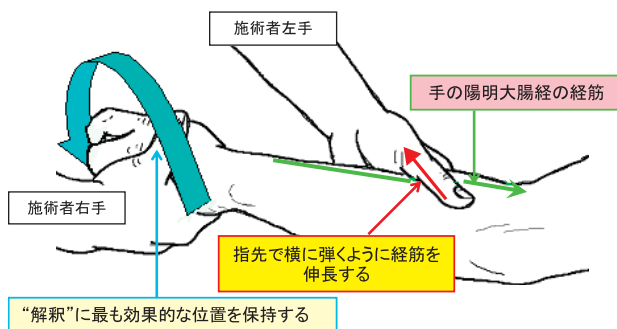 施術者左手
手の陽明大腸経の経筋
施術者右手
指先で横に弾くように経筋を
伸長する
“解釈”に最も効果的な位置を保持する